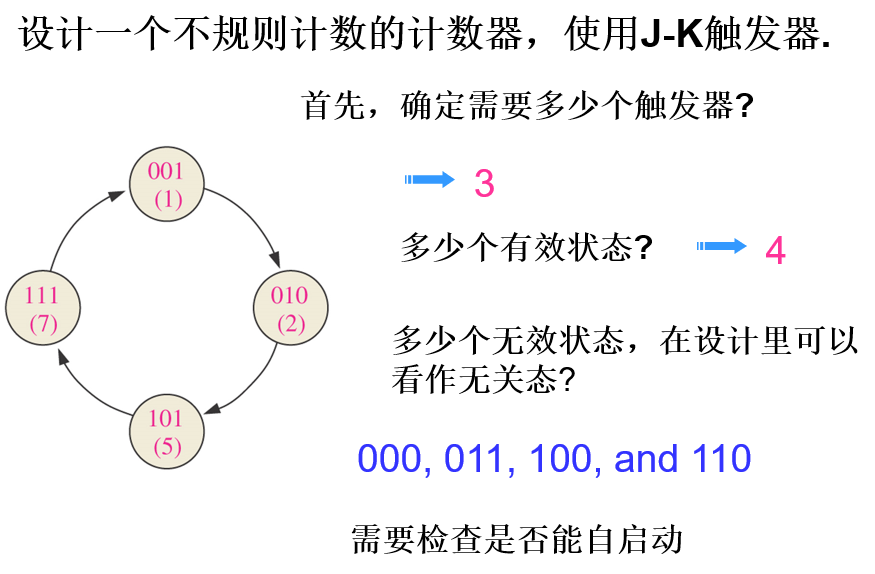 设计一个不规则计数的计数器，使用J-K触发器.
首先，确定需要多少个触发器?
3
多少个有效状态?
4
多少个无效状态，在设计里可以
看作无关态?
000, 011, 100, and 110
需要检查是否能自启动
001
(1)
010
(2)
101
(5)
111
(7)